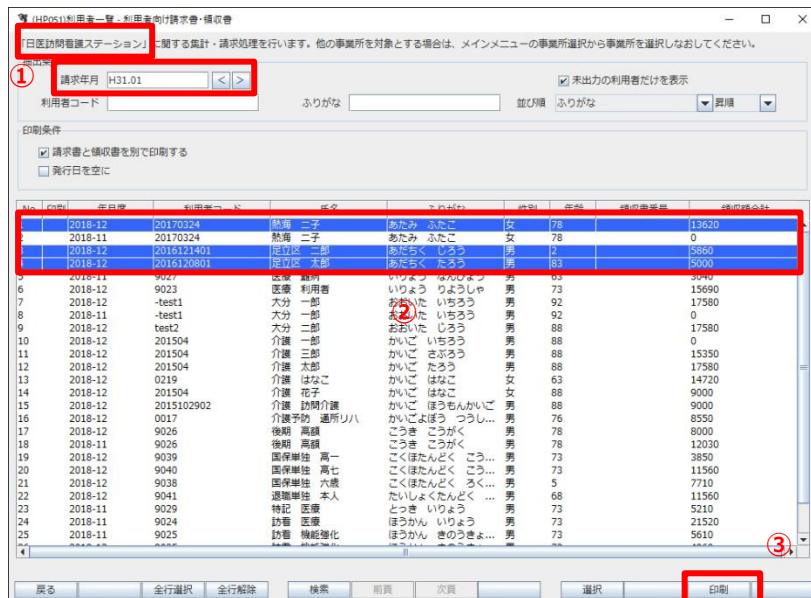 (HP051)利用者一覧 - 利用者向け請求書・領収書
「日医訪問看護ステーション」に関する集計・請求処理を行います。他の事業所を対象とする場合は、メインメニューの事業所選択から事業所を選択しなおしてください。
①
請求年月 H31.01 < > 未出力の利用者だけを表示
利用者コード ふりがな 並び順 ふりがな 昇順
印刷条件
請求書と領収書を別で印刷する
発行日を空に
No 印刷 年月度 利用者コード 氏名 ふりがな 性別 年齢 領収書番号 領収額合計
2018-12 20170324 熱海 二子 あたみ ふたこ 女 78 13620
2018-11 20170324 熱海 二子 あたみ ふたこ 女 78 0
2018-12 2016121401 足立区 二郎 あだちく じろう 男 2 5860
2018-12 2016120801 足立区 太郎 あだちく たろう 男 83 5000
5 2018-11 9027 医療 難病 いりょう なんびょう 男 63 3040
6 2018-12 9023 医療 利用者 いりょう りようしゃ 男 73 15690
7 2018-12 -test1 大分 一郎 おおいた いちろう 男 92 17580
8 2018-11 -test1 大分 一郎 おおいた いちろう 男 92 0
②
9 2018-12 test2 大分 二郎 おおいた じろう 男 88 17580
10 2018-12 201504 介護 一郎 かいご いちろう 男 88 0
11 2018-12 201504 介護 三郎 かいご さぶろう 男 88 15350
12 2018-12 201504 介護 太郎 かいご たろう 男 88 17580
13 2018-12 0219 介護 はなこ かいご はなこ 女 63 14720
14 2018-12 201504 介護 花子 かいご はなこ 女 88 9000
15 2018-12 2015102902 介護 訪問介護 かいご ほうもんかいご 男 88 9000
16 2018-12 0017 介護予防 通所リハ かいごよぼう つうし... 男 76 8550
17 2018-12 9026 後期 高額 こうき こうがく 男 78 8000
18 2018-11 9026 後期 高額 こうき こうがく 男 78 12030
19 2018-12 9039 国保単独 高一 こくほたんどく こう... 男 73 3850
20 2018-12 9040 国保単独 高七 こくほたんどく こう... 男 73 11560
21 2018-12 9038 国保単独 六歳 こくほたんどく ろく... 男 5 7710
22 2018-12 9041 退職単独 本人 たいしょくたんどく ... 男 68 11560
23 2018-11 9029 特記 医療 とっき いりょう 男 73 5210
24 2018-11 9024 訪看 医療 ほうかん いりょう 男 73 21520
25 2018-11 9025 訪看 機能強化 ほうかん きのうきょ... 男 73 5610
③
戻る 全行選択 全行解除 検索 前頁 次頁 選択 印刷